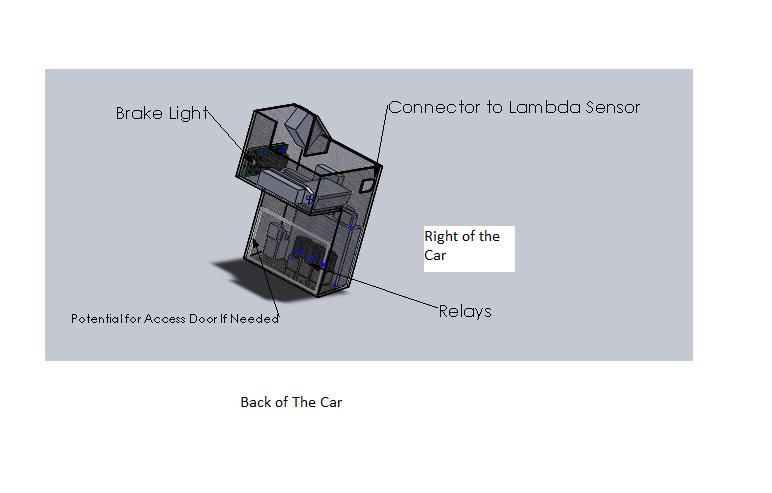 Brake Light
Connector to Lambda Sensor
Right of the
Car
Relays
Potential for Access Door If Needed
Back of The Car